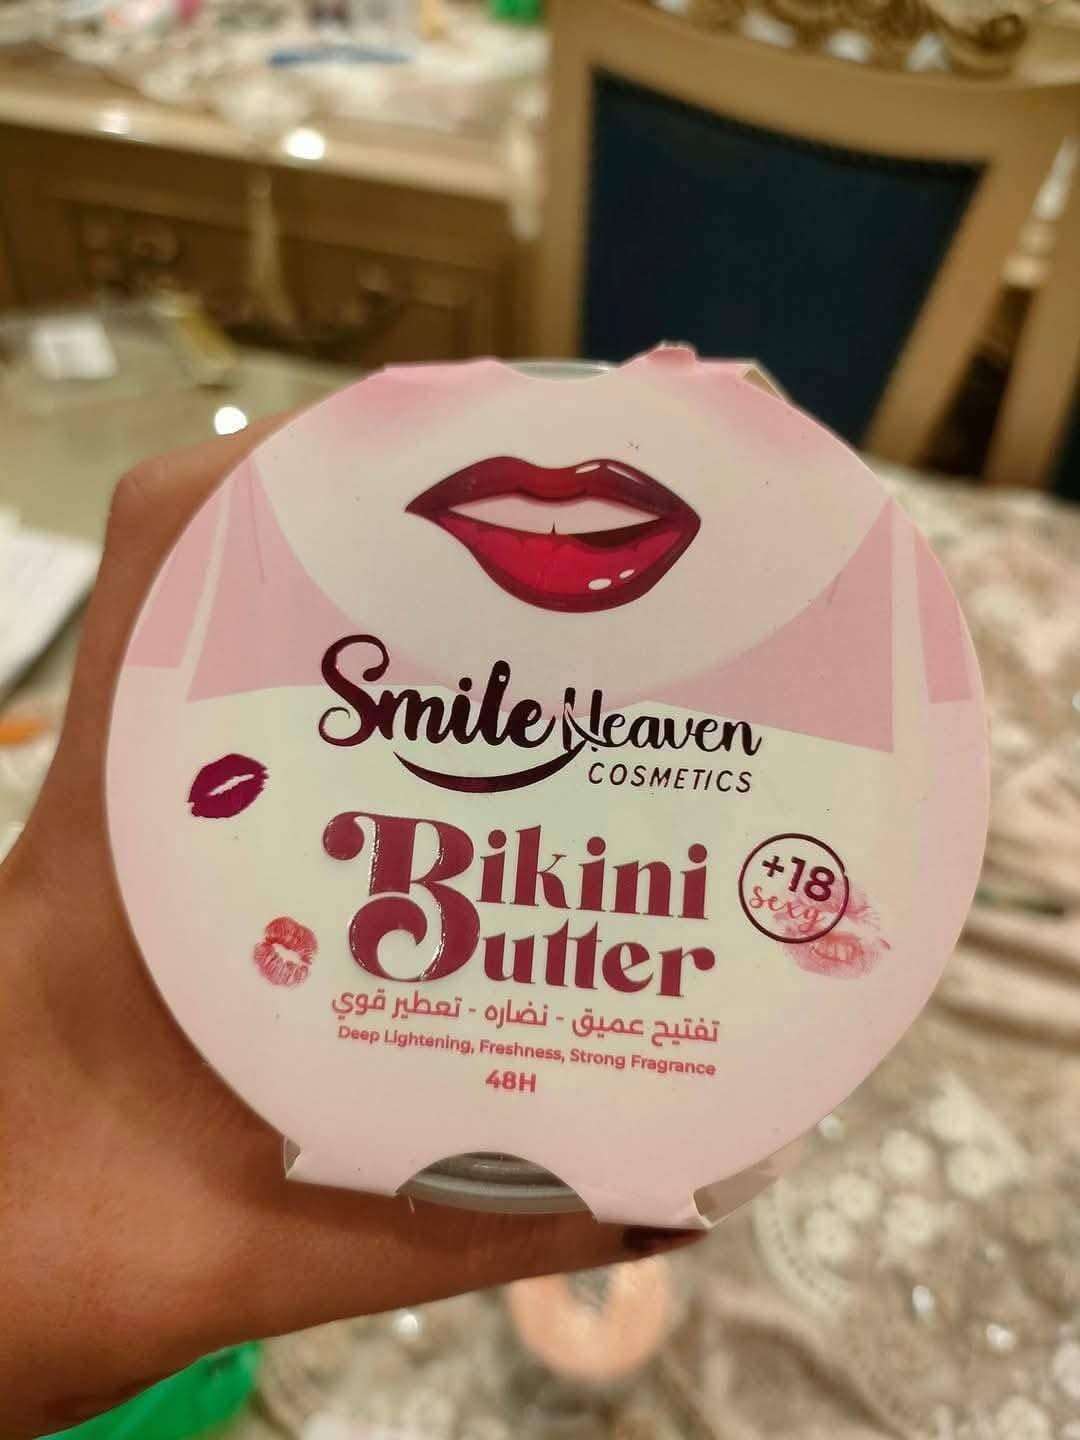 Smile Heaven
COSMETICS
Bikini
Butter
+18
sexy
تفتيح عميق - نضاره - تعطير قوي
Deep Lightening, Freshness, Strong Fragrance
48H